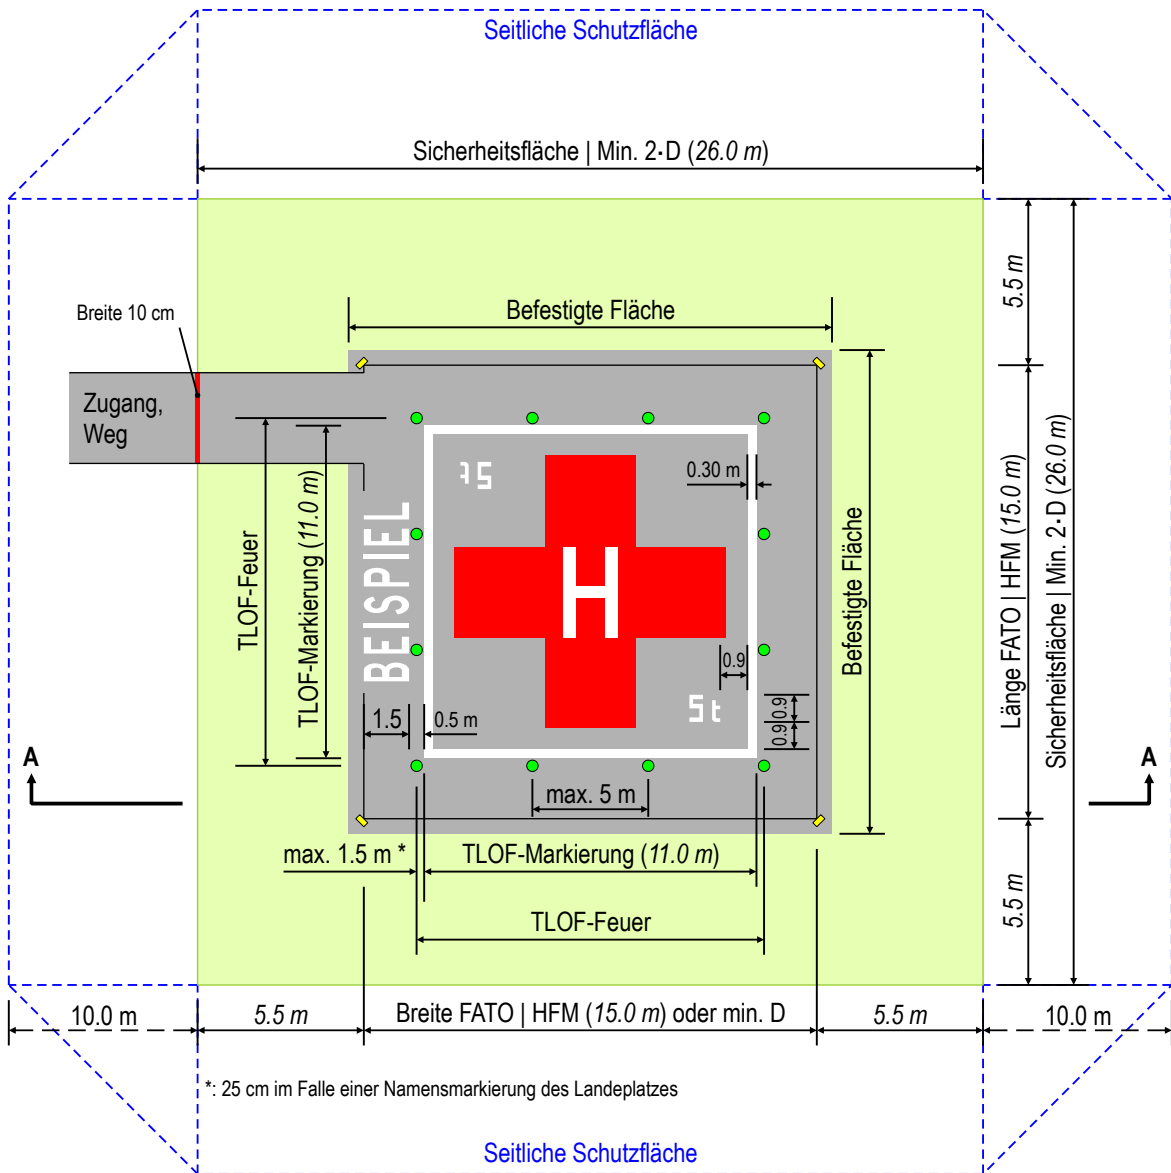 Seitliche Schutzfläche
Sicherheitsfläche | Min. 2·D (26.0 m)
5.5 m
Breite 10 cm
Befestigte Fläche
Zugang,
Weg
TLOF-Feuer
TLOF-Markierung (11.0 m)
BEISPIEL
5t
0.30 m
H
0.9
5t
0.9
0.9
1.5
0.5 m
Befestigte Fläche
Länge FATO | HFM (15.0 m)
Sicherheitsfläche | Min. 2·D (26.0 m)
A
A
max. 5 m
max. 1.5 m *
TLOF-Markierung (11.0 m)
TLOF-Feuer
5.5 m
10.0 m
5.5 m
Breite FATO | HFM (15.0 m) oder min. D
5.5 m
10.0 m
*: 25 cm im Falle einer Namensmarkierung des Landeplatzes
Seitliche Schutzfläche